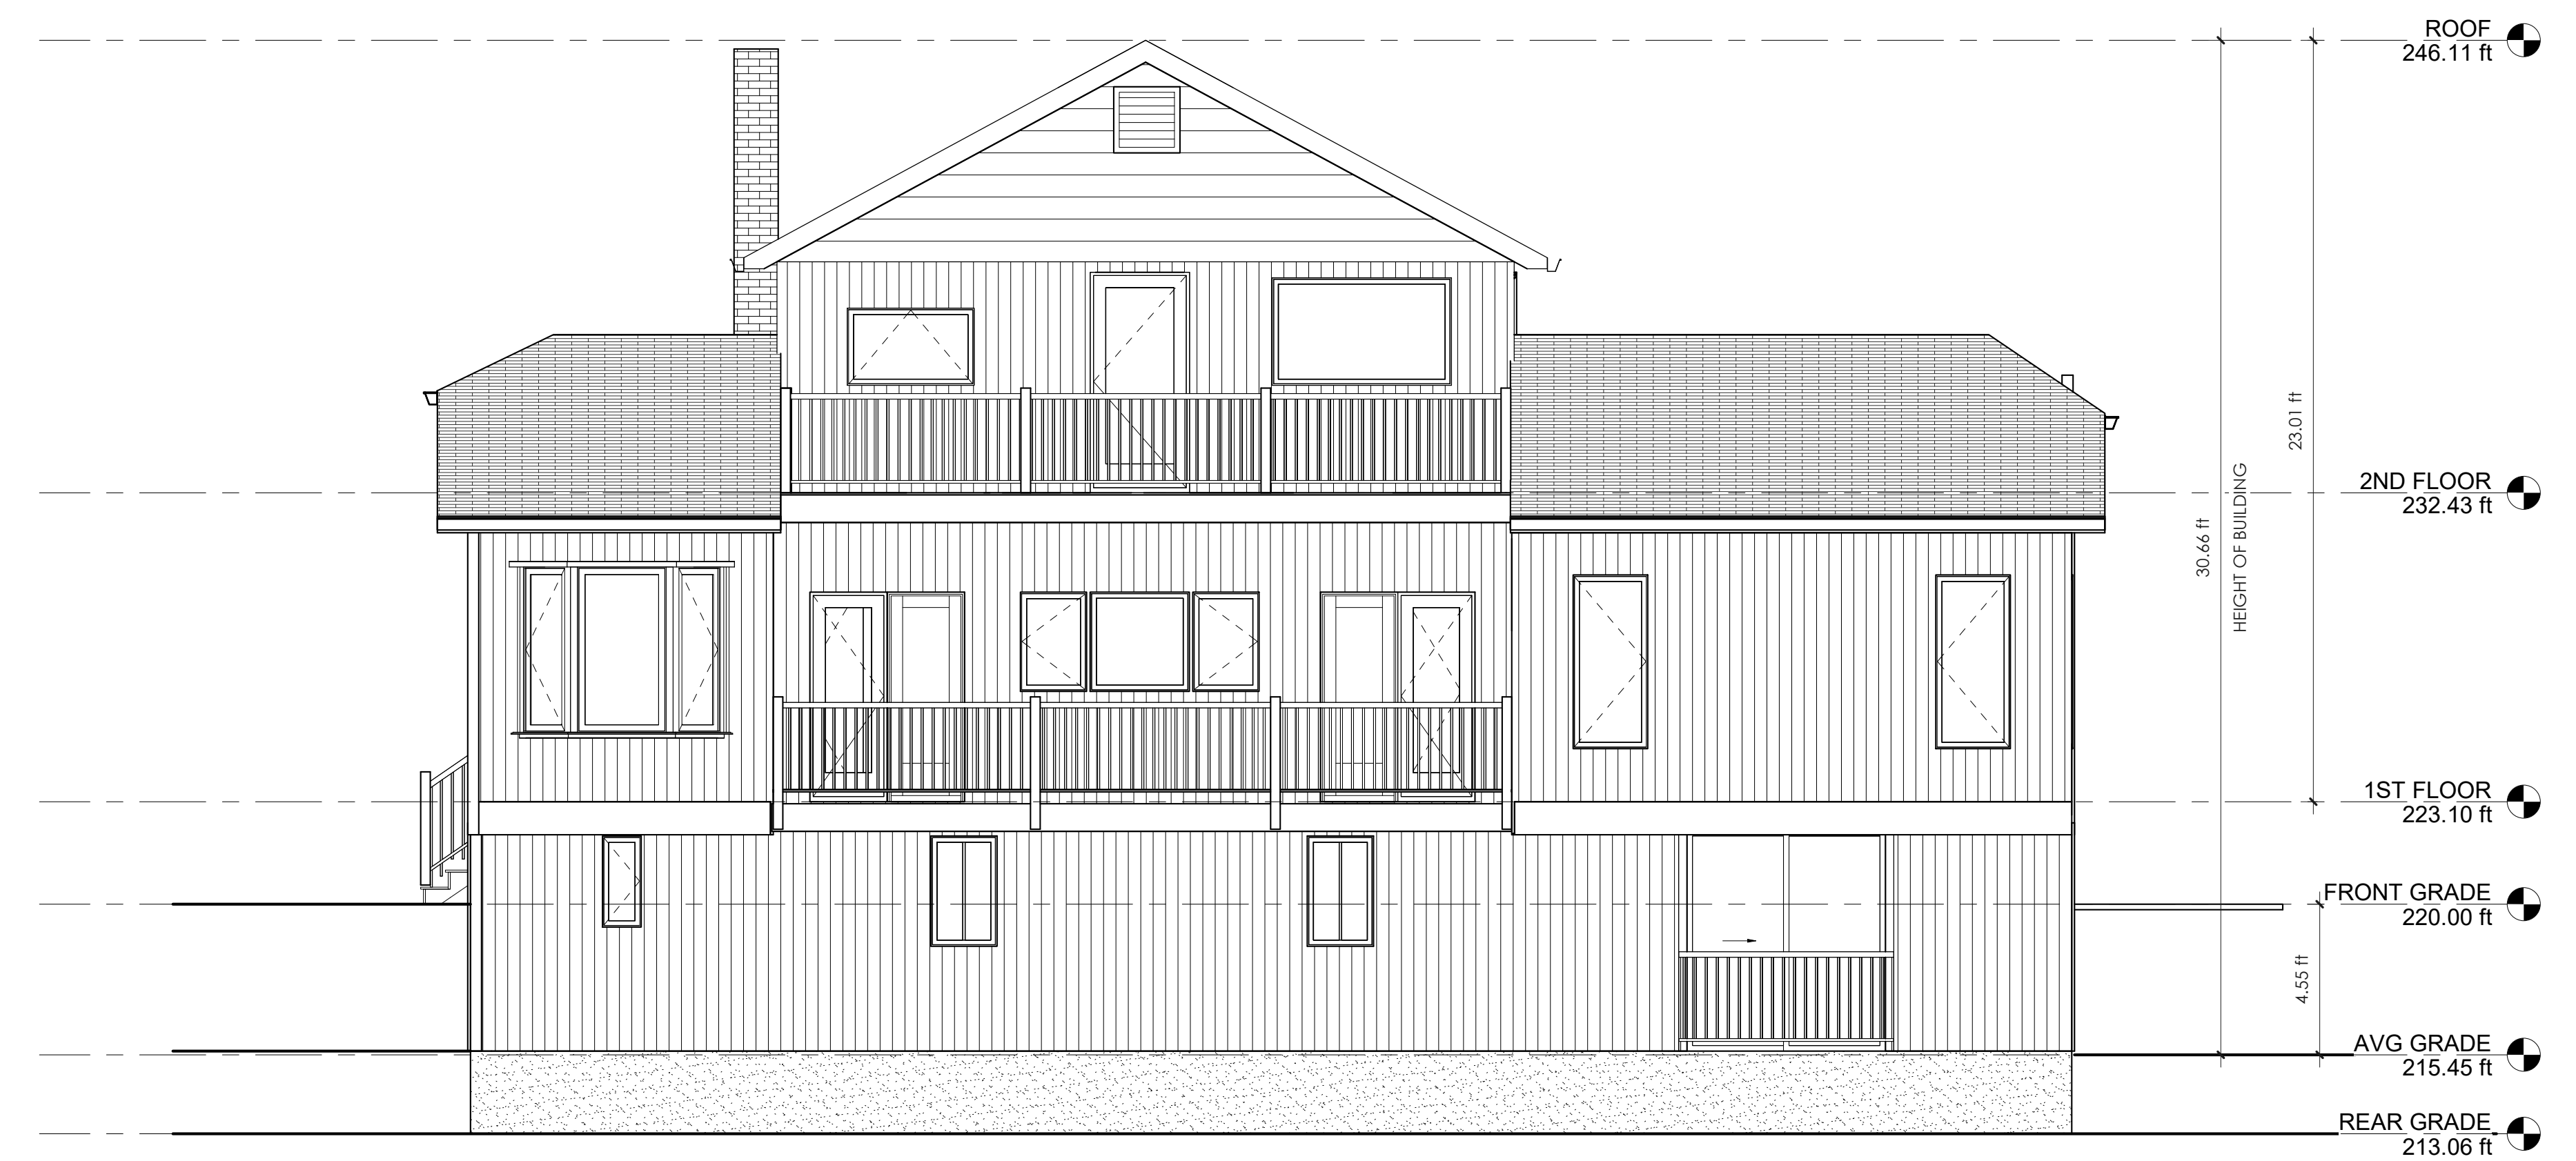 ROOF
246.11 ft
23.01 ft
2ND FLOOR
232.43 ft
30.66 ft
HEIGHT OF BUILDING
1ST FLOOR
223.10 ft
FRONT GRADE
220.00 ft
4.55 ft
AVG GRADE
215.45 ft
REAR GRADE
213.06 ft